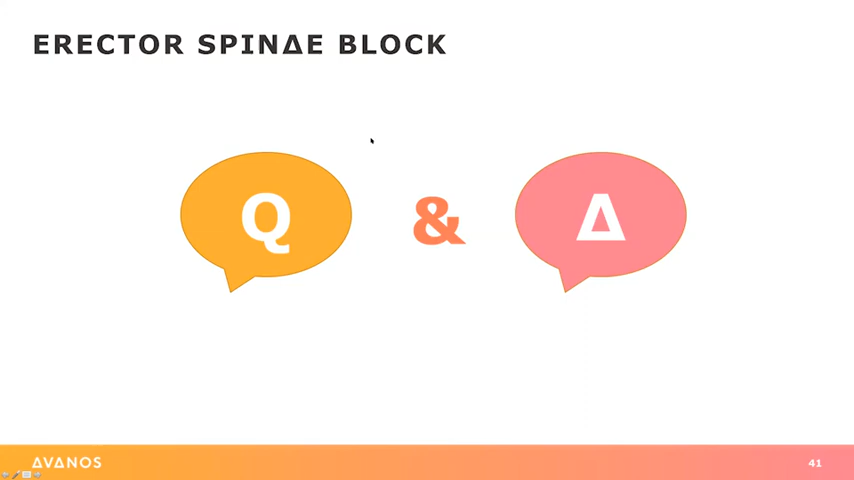 ERECTOR SPINΔE BLOCK
Q & Δ
ΔVΔNOS
41